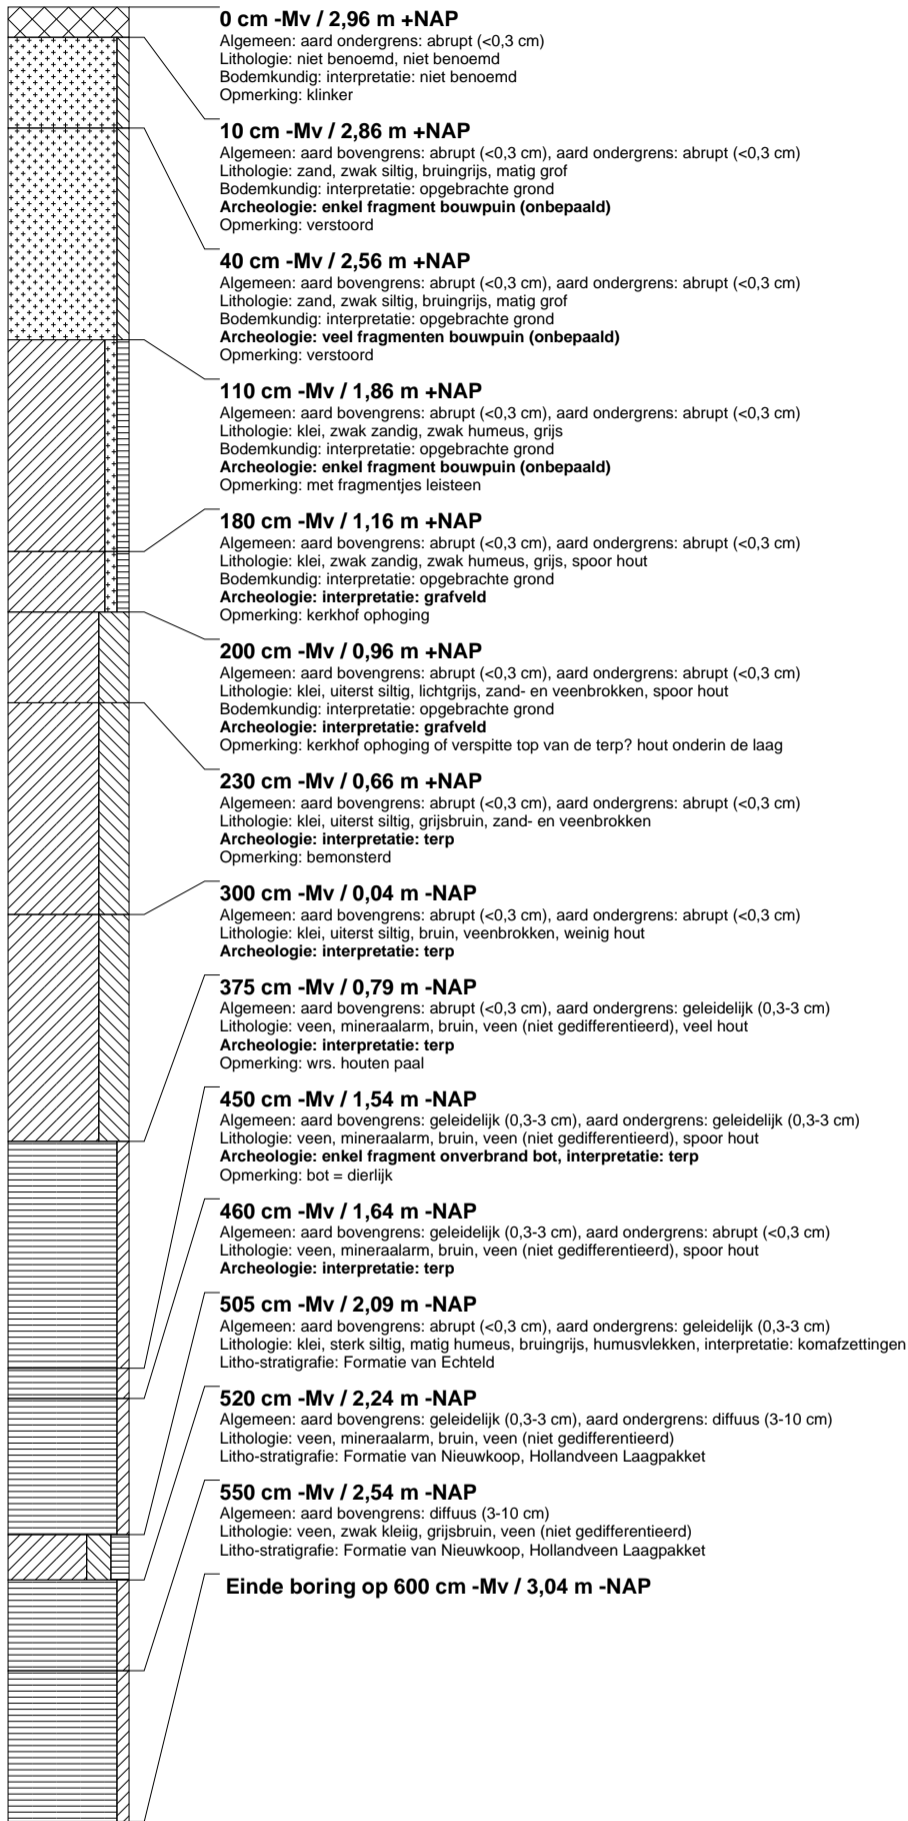 0 cm -Mv / 2,96 m +NAP
Algemeen: aard ondergrens: abrupt (<0,3 cm)
Lithologie: niet benoemd, niet benoemd
Bodemkundig: interpretatie: niet benoemd
Opmerking: klinker
10 cm -Mv / 2,86 m +NAP
Algemeen: aard bovengrens: abrupt (<0,3 cm), aard ondergrens: abrupt (<0,3 cm)
Lithologie: zand, zwak siltig, bruingrijs, matig grof
Bodemkundig: interpretatie: opgebrachte grond
Archeologie: enkel fragment bouwpuin (onbepaald)
Opmerking: verstoord
40 cm -Mv / 2,56 m +NAP
Algemeen: aard bovengrens: abrupt (<0,3 cm), aard ondergrens: abrupt (<0,3 cm)
Lithologie: zand, zwak siltig, bruingrijs, matig grof
Bodemkundig: interpretatie: opgebrachte grond
Archeologie: veel fragmenten bouwpuin (onbepaald)
Opmerking: verstoord
110 cm -Mv / 1,86 m +NAP
Algemeen: aard bovengrens: abrupt (<0,3 cm), aard ondergrens: abrupt (<0,3 cm)
Lithologie: klei, zwak zandig, zwak humeus, grijs
Bodemkundig: interpretatie: opgebrachte grond
Archeologie: enkel fragment bouwpuin (onbepaald)
Opmerking: met fragmentjes leisteen
180 cm -Mv / 1,16 m +NAP
Algemeen: aard bovengrens: abrupt (<0,3 cm), aard ondergrens: abrupt (<0,3 cm)
Lithologie: klei, zwak zandig, zwak humeus, grijs, spoor hout
Bodemkundig: interpretatie: opgebrachte grond
Archeologie: interpretatie: grafveld
Opmerking: kerkhof ophoging
200 cm -Mv / 0,96 m +NAP
Algemeen: aard bovengrens: abrupt (<0,3 cm), aard ondergrens: abrupt (<0,3 cm)
Lithologie: klei, uiterst siltig, lichtgrijs, zand- en veenbrokken, spoor hout
Bodemkundig: interpretatie: opgebrachte grond
Archeologie: interpretatie: grafveld
Opmerking: kerkhof ophoging of verspitte top van de terp? hout onderin de laag
230 cm -Mv / 0,66 m +NAP
Algemeen: aard bovengrens: abrupt (<0,3 cm), aard ondergrens: abrupt (<0,3 cm)
Lithologie: klei, uiterst siltig, grijsbruin, zand- en veenbrokken
Archeologie: interpretatie: terp
Opmerking: bemonsterd
300 cm -Mv / 0,04 m -NAP
Algemeen: aard bovengrens: abrupt (<0,3 cm), aard ondergrens: abrupt (<0,3 cm)
Lithologie: klei, uiterst siltig, bruin, veenbrokken, weinig hout
Archeologie: interpretatie: terp
375 cm -Mv / 0,79 m -NAP
Algemeen: aard bovengrens: abrupt (<0,3 cm), aard ondergrens: geleidelijk (0,3-3 cm)
Lithologie: veen, mineraalarm, bruin, veen (niet gedifferentieerd), veel hout
Archeologie: interpretatie: terp
Opmerking: wrs. houten paal
450 cm -Mv / 1,54 m -NAP
Algemeen: aard bovengrens: geleidelijk (0,3-3 cm), aard ondergrens: geleidelijk (0,3-3 cm)
Lithologie: veen, mineraalarm, bruin, veen (niet gedifferentieerd), spoor hout
Archeologie: enkel fragment onverbrand bot, interpretatie: terp
Opmerking: bot = dierlijk
460 cm -Mv / 1,64 m -NAP
Algemeen: aard bovengrens: geleidelijk (0,3-3 cm), aard ondergrens: abrupt (<0,3 cm)
Lithologie: veen, mineraalarm, bruin, veen (niet gedifferentieerd), spoor hout
Archeologie: interpretatie: terp
505 cm -Mv / 2,09 m -NAP
Algemeen: aard bovengrens: abrupt (<0,3 cm), aard ondergrens: geleidelijk (0,3-3 cm)
Lithologie: klei, sterk siltig, matig humeus, bruingrijs, humusvlekken, interpretatie: komafzettingen
Litho-stratigrafie: Formatie van Echteld
520 cm -Mv / 2,24 m -NAP
Algemeen: aard bovengrens: geleidelijk (0,3-3 cm), aard ondergrens: diffuus (3-10 cm)
Lithologie: veen, mineraalarm, bruin, veen (niet gedifferentieerd)
Litho-stratigrafie: Formatie van Nieuwkoop, Hollandveen Laagpakket
550 cm -Mv / 2,54 m -NAP
Algemeen: aard bovengrens: diffuus (3-10 cm)
Lithologie: veen, zwak kleiig, grijsbruin, veen (niet gedifferentieerd)
Litho-stratigrafie: Formatie van Nieuwkoop, Hollandveen Laagpakket
Einde boring op 600 cm -Mv / 3,04 m -NAP